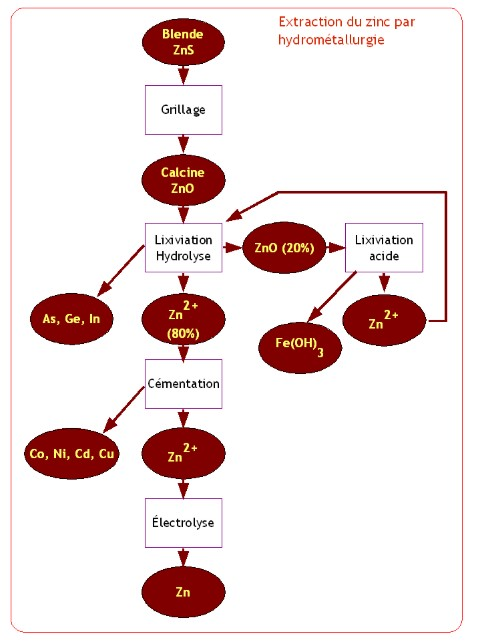 Extraction du zinc par
hydrométallurgie
Blende
ZnS
Grillage
Calcine
ZnO
Lixiviation
Hydrolyse
ZnO (20%)
Lixiviation
acide
As, Ge, In
Zn2+
(80%)
Fe(OH)3
Zn2+
Cémentation
Co, Ni, Cd, Cu
Zn2+
Électrolyse
Zn